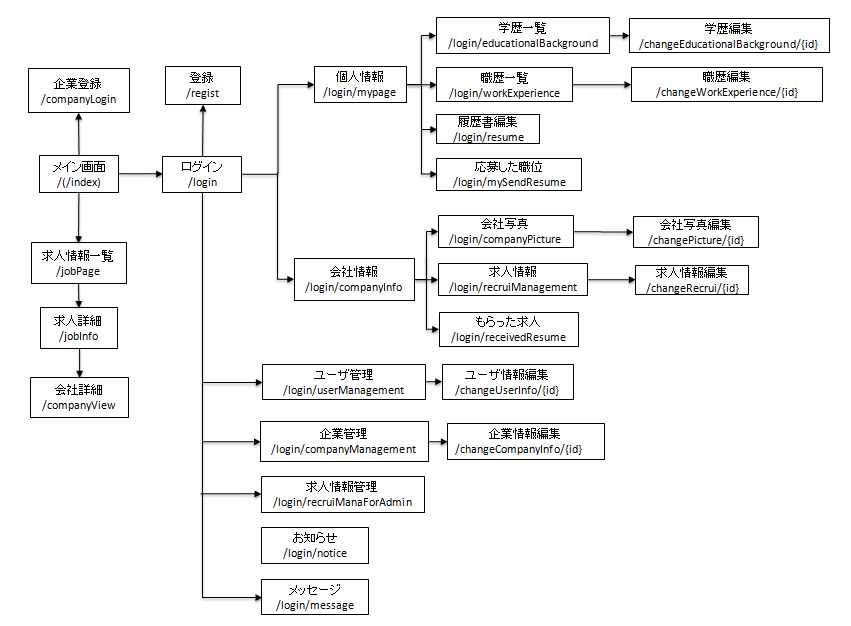 企業登録
/companyLogin
メイン画面
/(/index)
求人情報一覧
/jobPage
求人詳細
/jobInfo
会社詳細
/companyView
登録
/regist
ログイン
/login
個人情報
/login/mypage
学歴一覧
/login/educationalBackground
学歴編集
/changeEducationalBackground/{id}
職歴一覧
/login/workExperience
職歴編集
/changeWorkExperience/{id}
履歴書編集
/login/resume
応募した職位
/login/mySendResume
会社情報
/login/companyInfo
会社写真
/login/companyPicture
会社写真編集
/changePicture/{id}
求人情報
/login/recruiManagement
求人情報編集
/changeRecrui/{id}
もらった求人
/login/receivedResume
ユーザ管理
/login/userManagement
ユーザ情報編集
/changeUserInfo/{id}
企業管理
/login/companyManagement
企業情報編集
/changeCompanyInfo/{id}
求人情報管理
/login/recruiManaForAdmin
お知らせ
/login/notice
メッセージ
/login/message